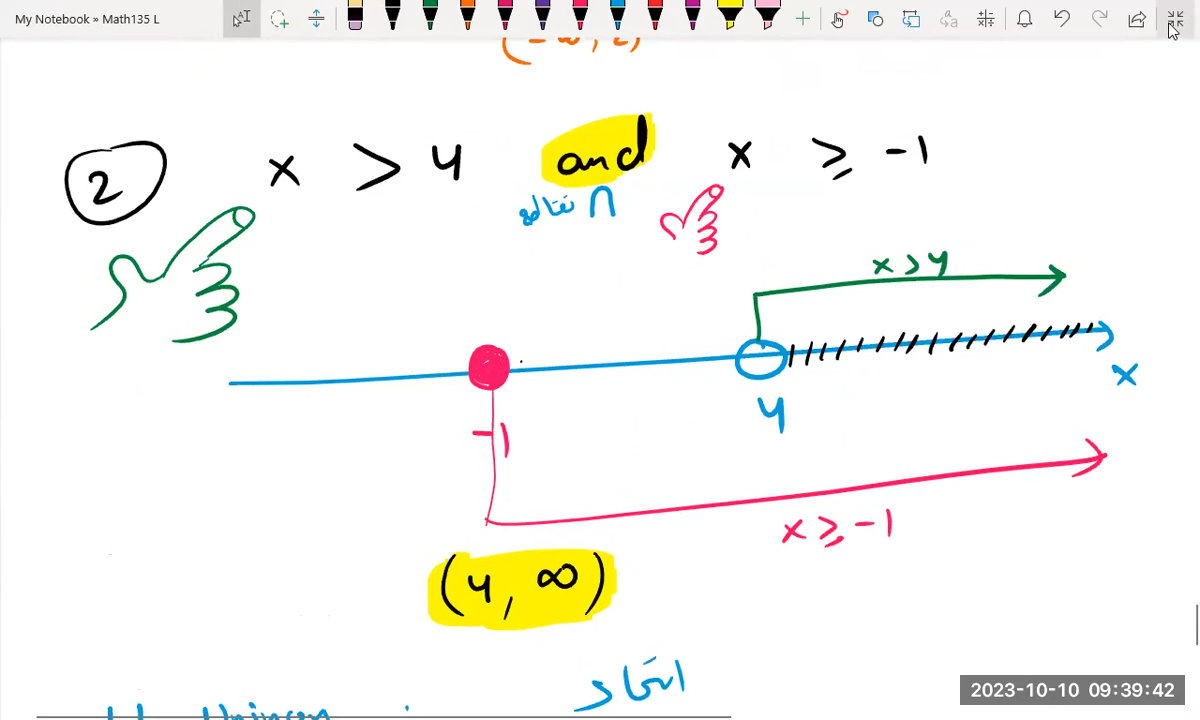 My Notebook » Math135 L
(-∞, 2)
2 x > 4 and x ≥ -1
تقاطع ∩
x > 4
x
4
-1
x ≥ -1
(4, ∞)
اتحاد
2023-10-10 09:39:42